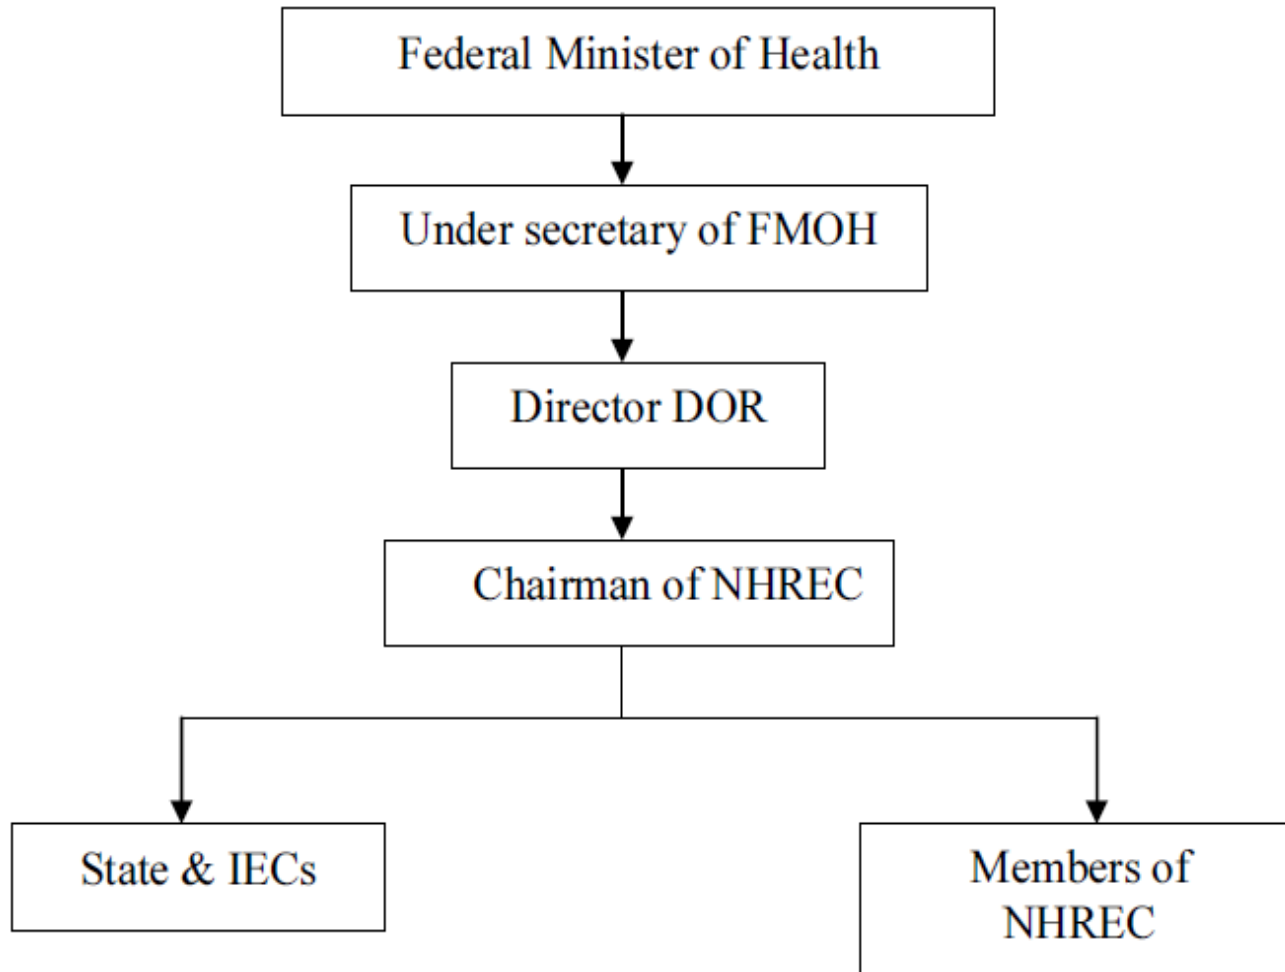 Federal Minister of Health
Under secretary of FMOH
Director DOR
Chairman of NHREC
State & IECs
Members of
NHREC